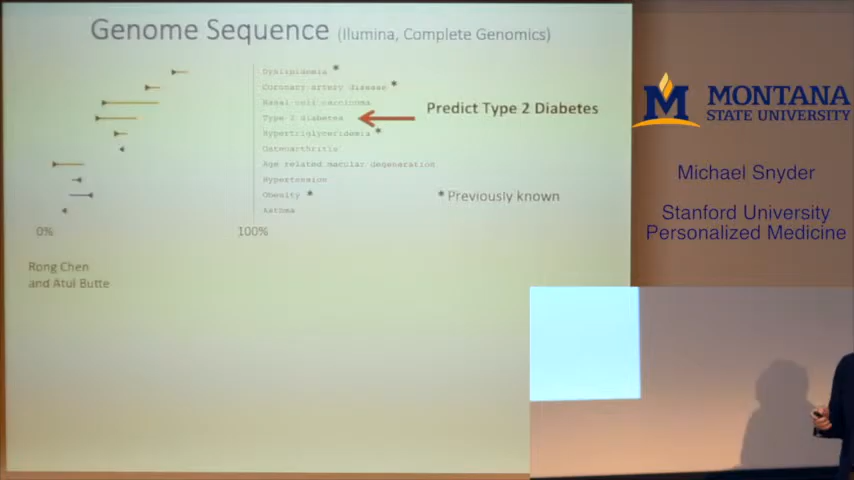 Genome Sequence (Ilumina, Complete Genomics)
Dyslipidemia *
Coronary artery disease *
Basal cell carcinoma
Type 2 diabetes
Predict Type 2 Diabetes
Hypertriglyceridemia *
Osteoarthritis
Age related macular degeneration
Hypertension
Obesity *
* Previously known
Asthma
0%
100%
Rong Chen
and Atul Butte
M MONTANA
STATE UNIVERSITY
Michael Snyder
Stanford University
Personalized Medicine